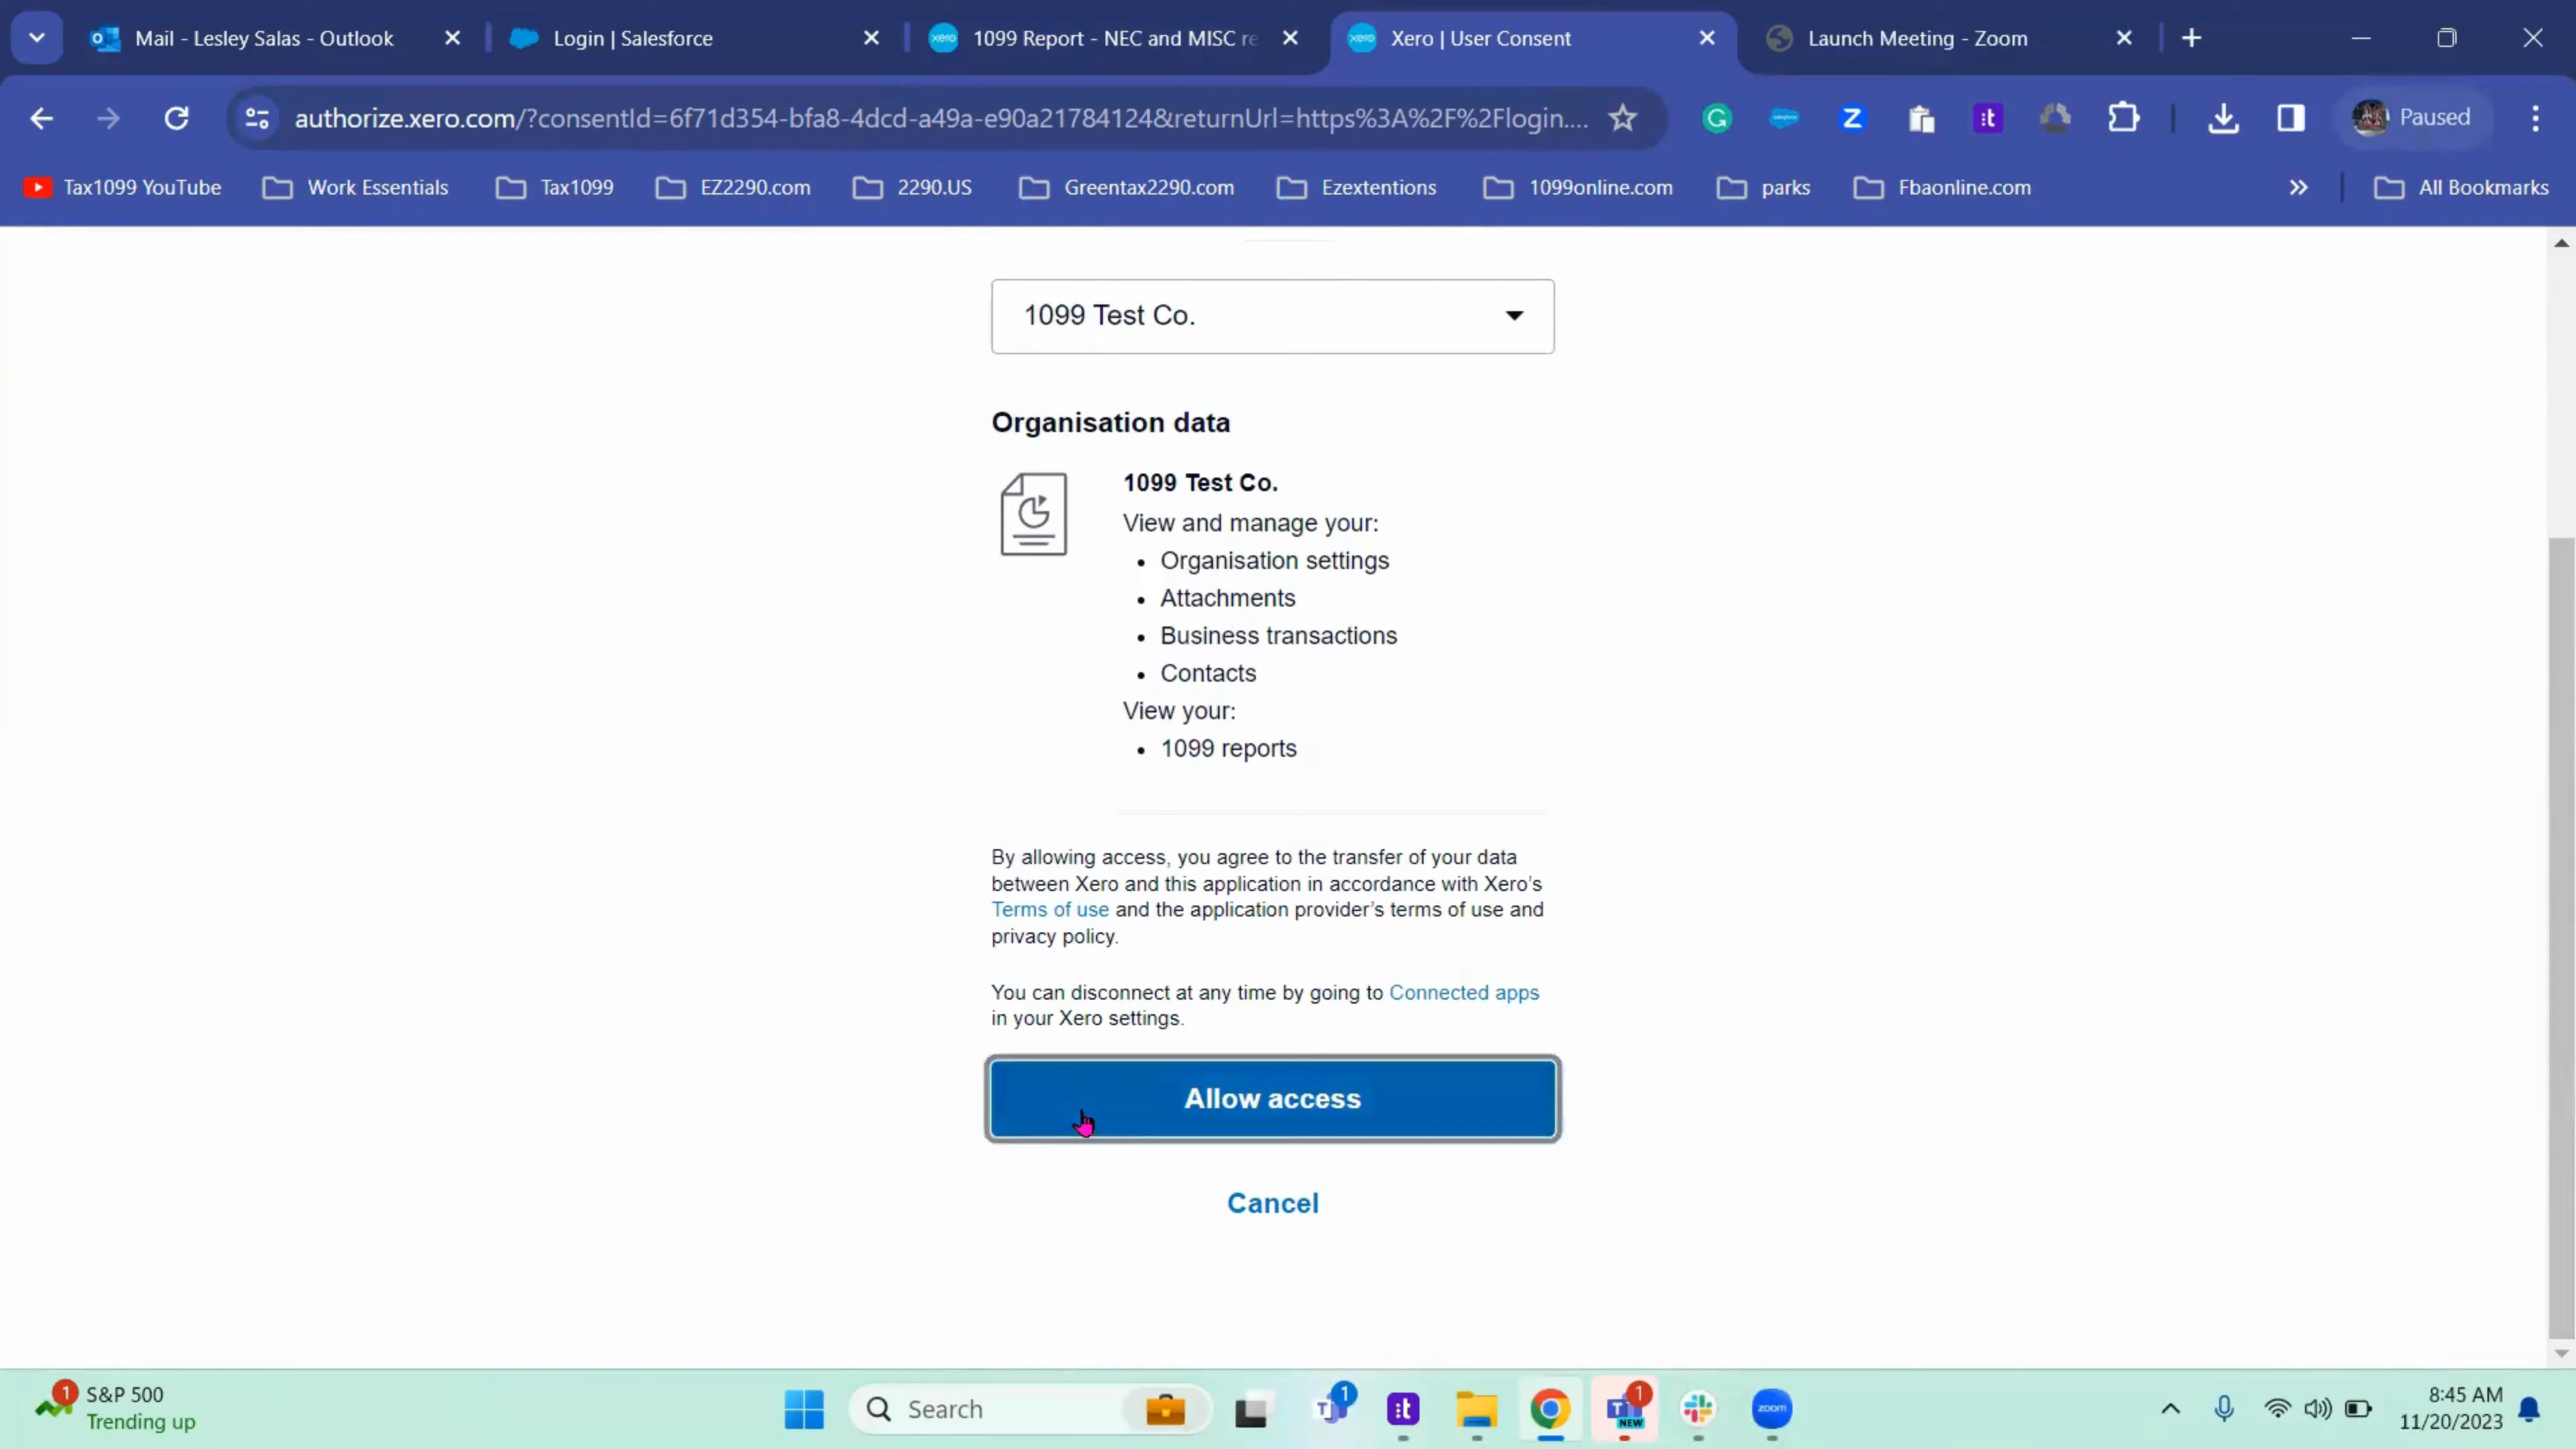 Mail - Lesley Salas - Outlook
Login | Salesforce
1099 Report - NEC and MISC re
Xero | User Consent
Launch Meeting - Zoom
authorize.xero.com/?consentId=6f71d354-bfa8-4dcd-a49a-e90a21784124&returnUrl=https%3A%2F%2Flogin....
Paused
Tax1099 YouTube
Work Essentials
Tax1099
EZ2290.com
2290.US
Greentax2290.com
Ezextentions
1099online.com
parks
Fbaonline.com
All Bookmarks
1099 Test Co.
Organisation data
1099 Test Co.
View and manage your:
• Organisation settings
• Attachments
• Business transactions
• Contacts
View your:
• 1099 reports
By allowing access, you agree to the transfer of your data
between Xero and this application in accordance with Xero's
Terms of use and the application provider's terms of use and
privacy policy.
You can disconnect at any time by going to Connected apps
in your Xero settings.
Allow access
Cancel
1
S&P 500
Trending up
Search
1
1
NEW
zoom
8:45 AM
11/20/2023